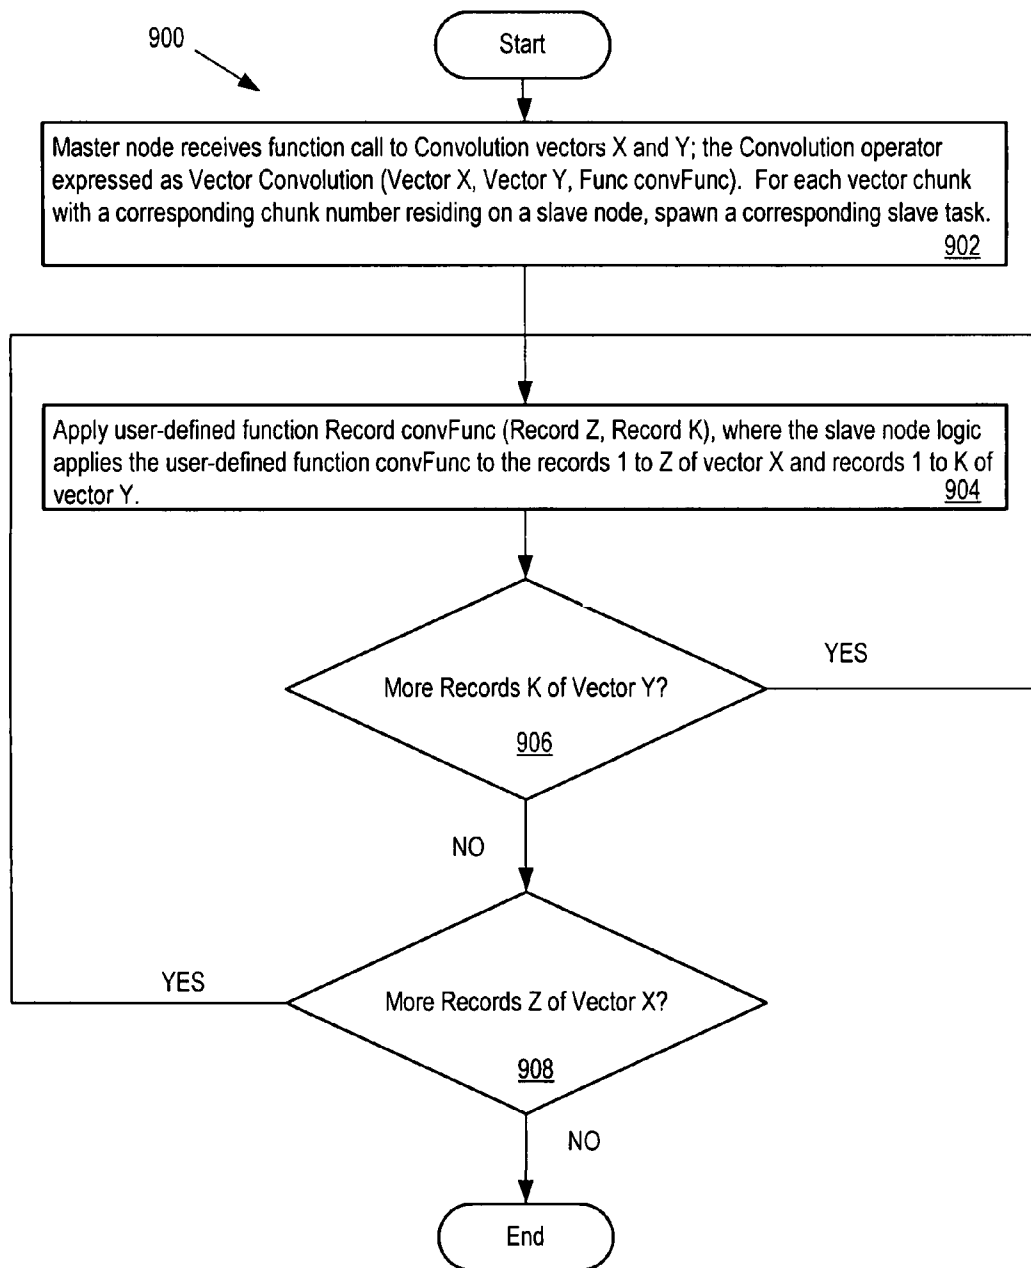 900
Start
Master node receives function call to Convolution vectors X and Y; the Convolution operator
expressed as Vector Convolution (Vector X, Vector Y, Func convFunc). For each vector chunk
with a corresponding chunk number residing on a slave node, spawn a corresponding slave task.
902
Apply user-defined function Record convFunc (Record Z, Record K), where the slave node logic
applies the user-defined function convFunc to the records 1 to Z of vector X and records 1 to K of
vector Y.
904
More Records K of Vector Y?
906
YES
NO
More Records Z of Vector X?
908
YES
NO
End